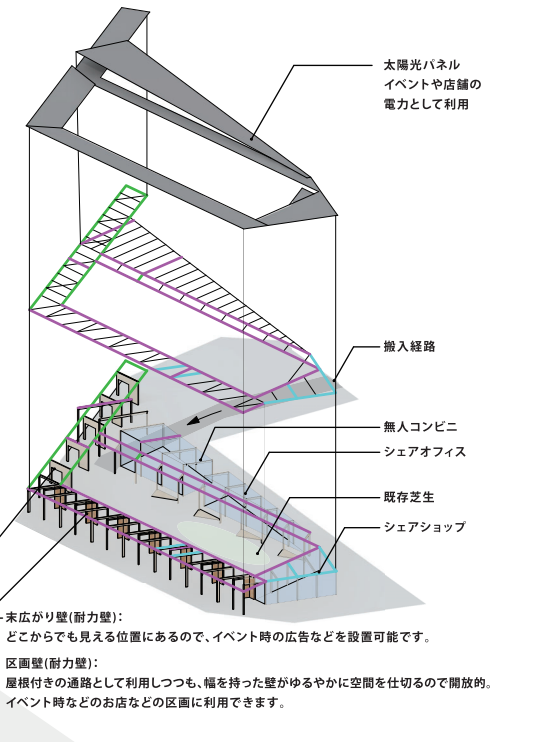 太陽光パネル
イベントや店舗の
電力として利用
搬入経路
無人コンビニ
シェアオフィス
既存芝生
シェアショップ
末広がり壁(耐力壁):
どこからでも見える位置にあるので、イベント時の広告などを設置可能です。
区画壁(耐力壁):
屋根付きの通路として利用しつつも、幅を持った壁がゆるやかに空間を仕切るので開放的。
イベント時などのお店などの区画に利用できます。